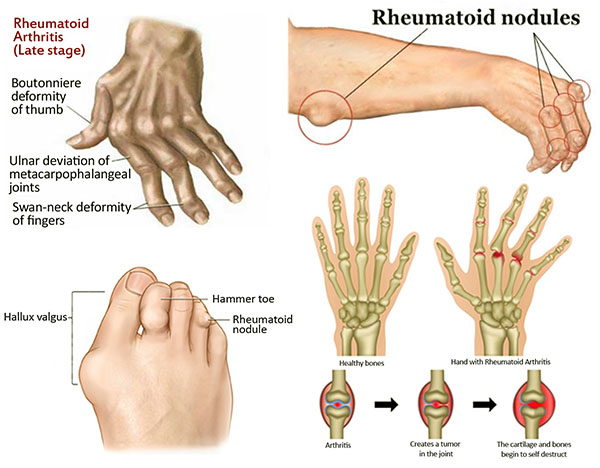 Rheumatoid
Arthritis
(Late stage)
Boutonniere
deformity
of thumb
Ulnar deviation of
metacarpophalangeal
joints
Swan-neck deformity
of fingers
Rheumatoid nodules
Hallux valgus
Hammer toe
Rheumatoid
nodule
Healthy bones
Hand with Rheumatoid Arthritis
Arthritis
Creates a tumor
in the joint
The cartilage and bones
begin to self destruct